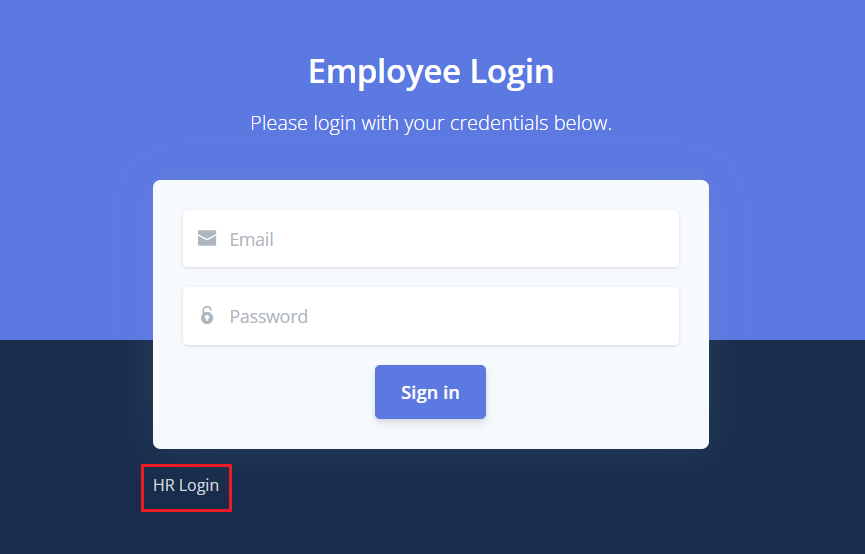 Employee Login
Please login with your credentials below.
Email
Password
Sign in
HR Login